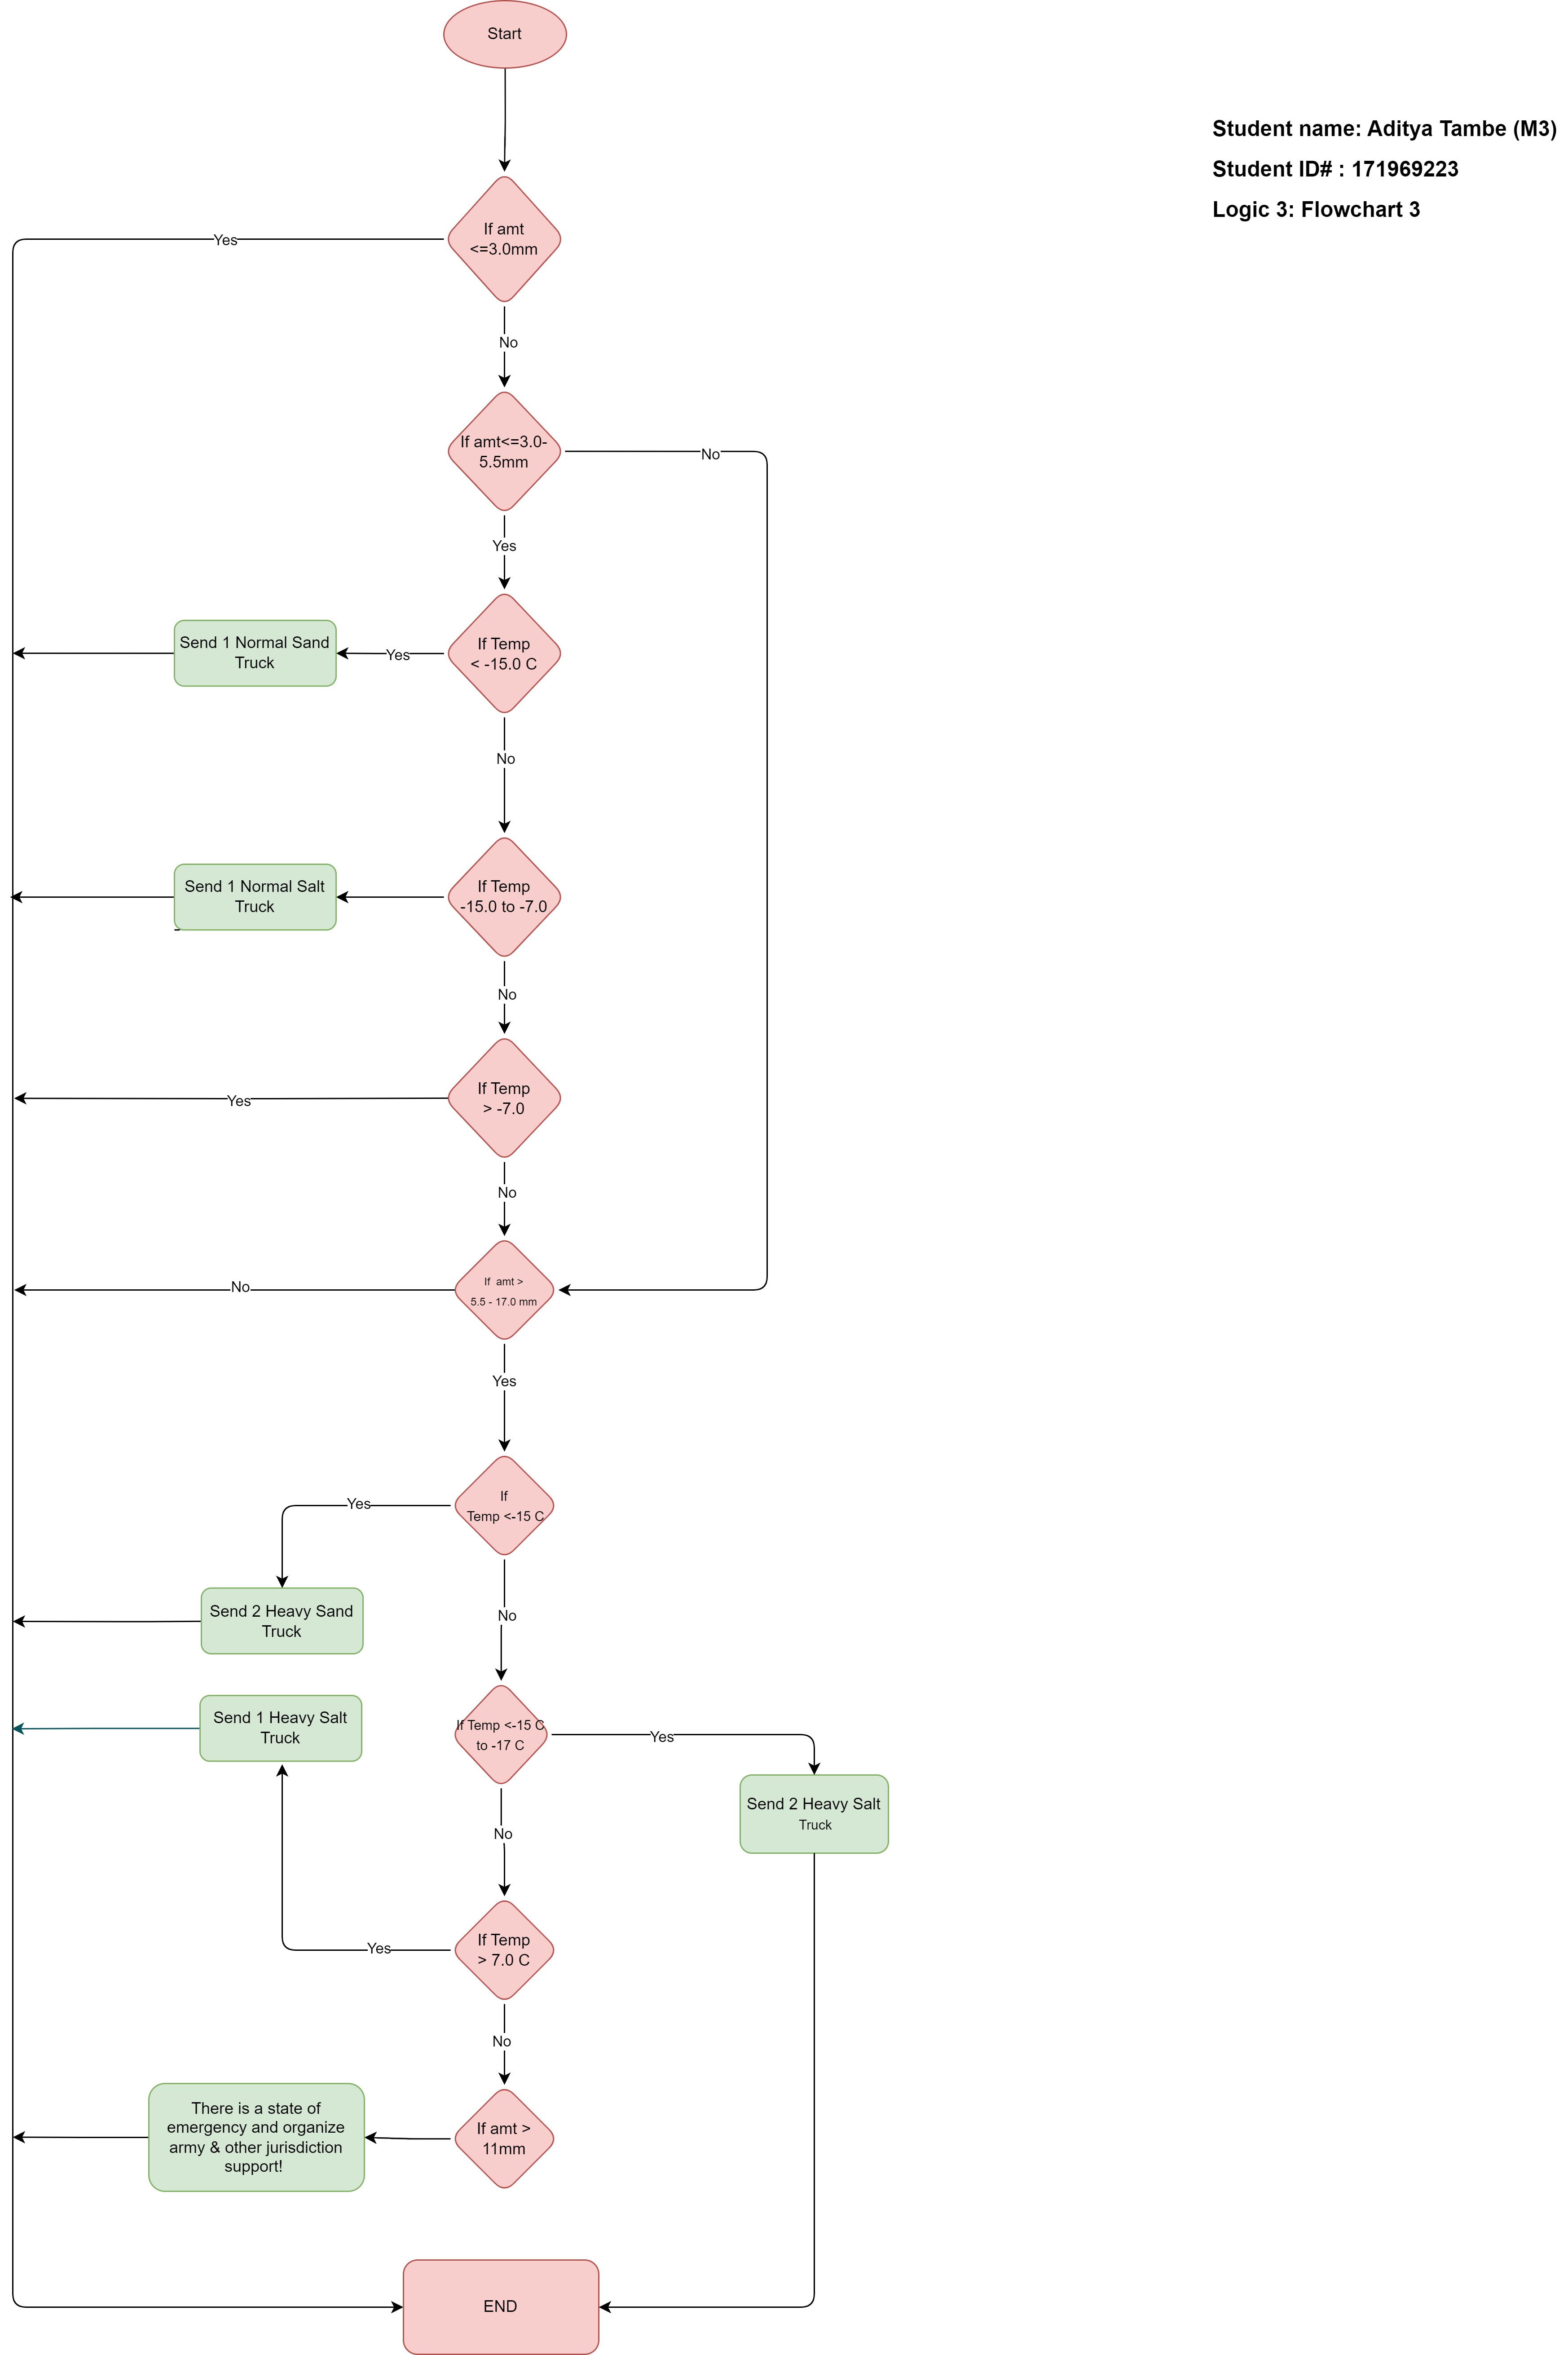 Start
Student name: Aditya Tambe (M3)
Student ID# : 171969223
Logic 3: Flowchart 3
If amt
<=3.0mm
Yes
No
If amt<=3.0-
5.5mm
No
Yes
If Temp
< -15.0 C
Yes
Send 1 Normal Sand
Truck
No
If Temp
-15.0 to -7.0
Send 1 Normal Salt
Truck
No
If Temp
> -7.0
Yes
No
If amt >
5.5 - 17.0 mm
No
Yes
If
Temp <-15 C
Yes
Send 2 Heavy Sand
Truck
No
If Temp <-15 C
to -17 C
Yes
Send 1 Heavy Salt
Truck
Send 2 Heavy Salt
Truck
No
If Temp
> 7.0 C
Yes
No
If amt >
11mm
There is a state of
emergency and organize
army & other jurisdiction
support!
END